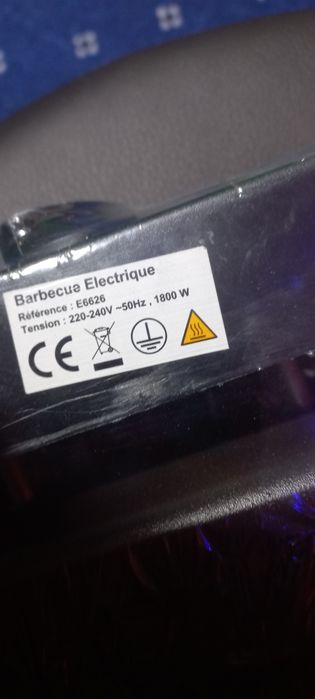 Barbecue Electrique
Référence : E6626
Tension : 220-240V ~50Hz , 1800 W
CE